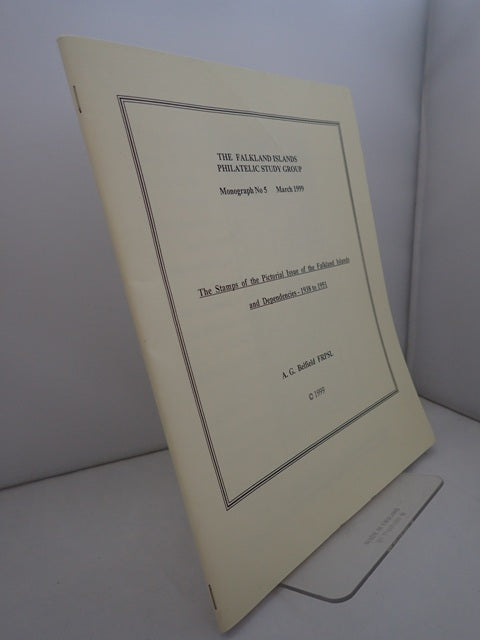 THE FALKLAND ISLANDS
PHILATELIC STUDY GROUP
Monograph No 5 March 1999
The Stamps of the Pictorial Issue of the Falkland Islands
and Dependencies - 1938 to 1951
A. G. Belfield FRPSL
© 1999